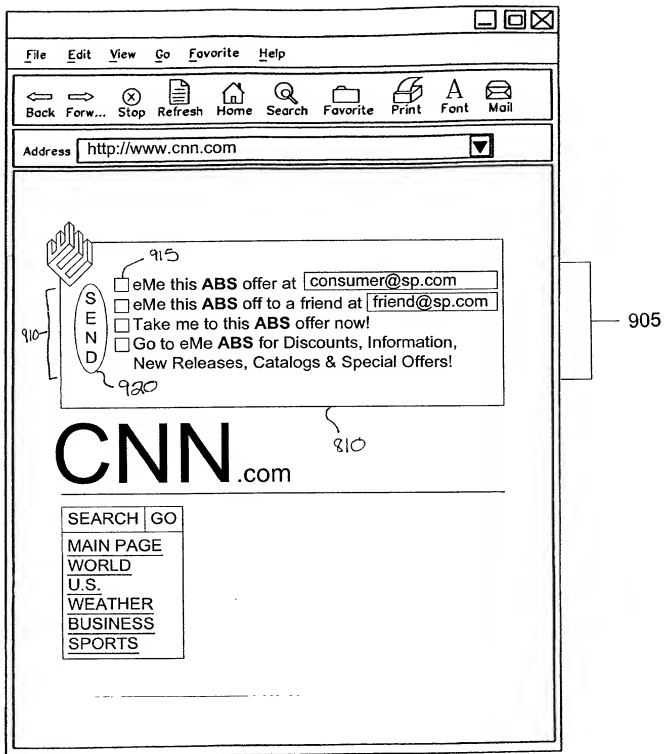 File Edit View Go Favorite Help
Back Forw... Stop Refresh Home Search Favorite Print Font Mail
Address http://www.cnn.com
915
eMe this ABS offer at consumer@sp.com
eMe this ABS off to a friend at friend@sp.com
Take me to this ABS offer now!
Go to eMe ABS for Discounts, Information,
New Releases, Catalogs & Special Offers!
SEND
910
905
920
810
CNN.com
SEARCH GO
MAIN PAGE
WORLD
U.S.
WEATHER
BUSINESS
SPORTS